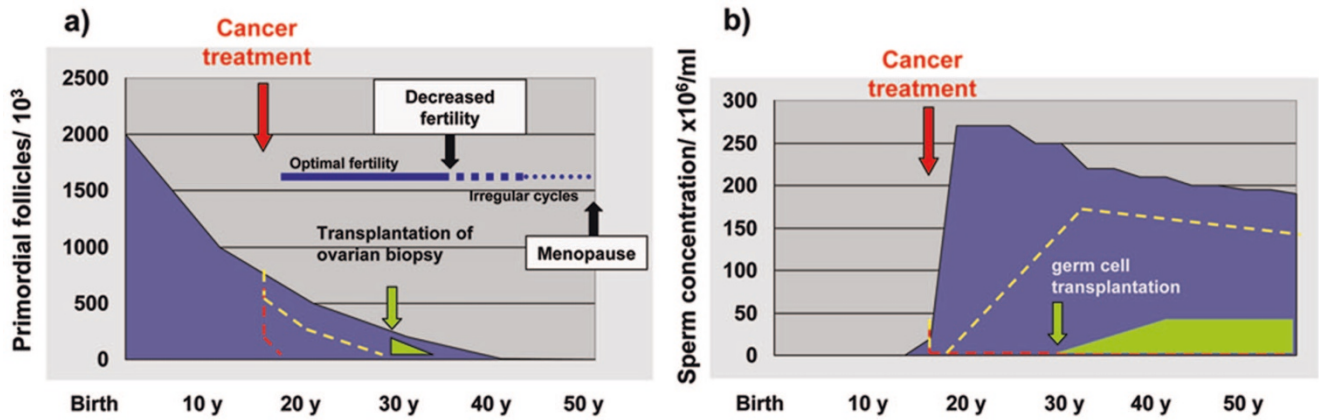 a)
Cancer
treatment
Primordial follicles/ 10³
2500
2000
1500
1000
500
0
Decreased
fertility
Optimal fertility
Irregular cycles
Transplantation of
ovarian biopsy
Menopause
Birth 10 y 20 y 30 y 40 y 50 y
b)
Cancer
treatment
Sperm concentration/ x10⁶/ml
300
250
200
150
100
50
0
germ cell
transplantation
Birth 10 y 20 y 30 y 40 y 50 y